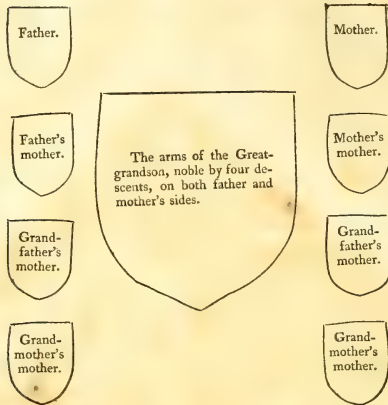 Father.
Father's
mother.
Grand-
father's
mother.
Grand-
mother's
mother.
The arms of the Great-
grandson, noble by four de-
scents, on both father and
mother's sides.
Mother.
Mother's
mother.
Grand-
father's
mother.
Grand-
mother's
mother.